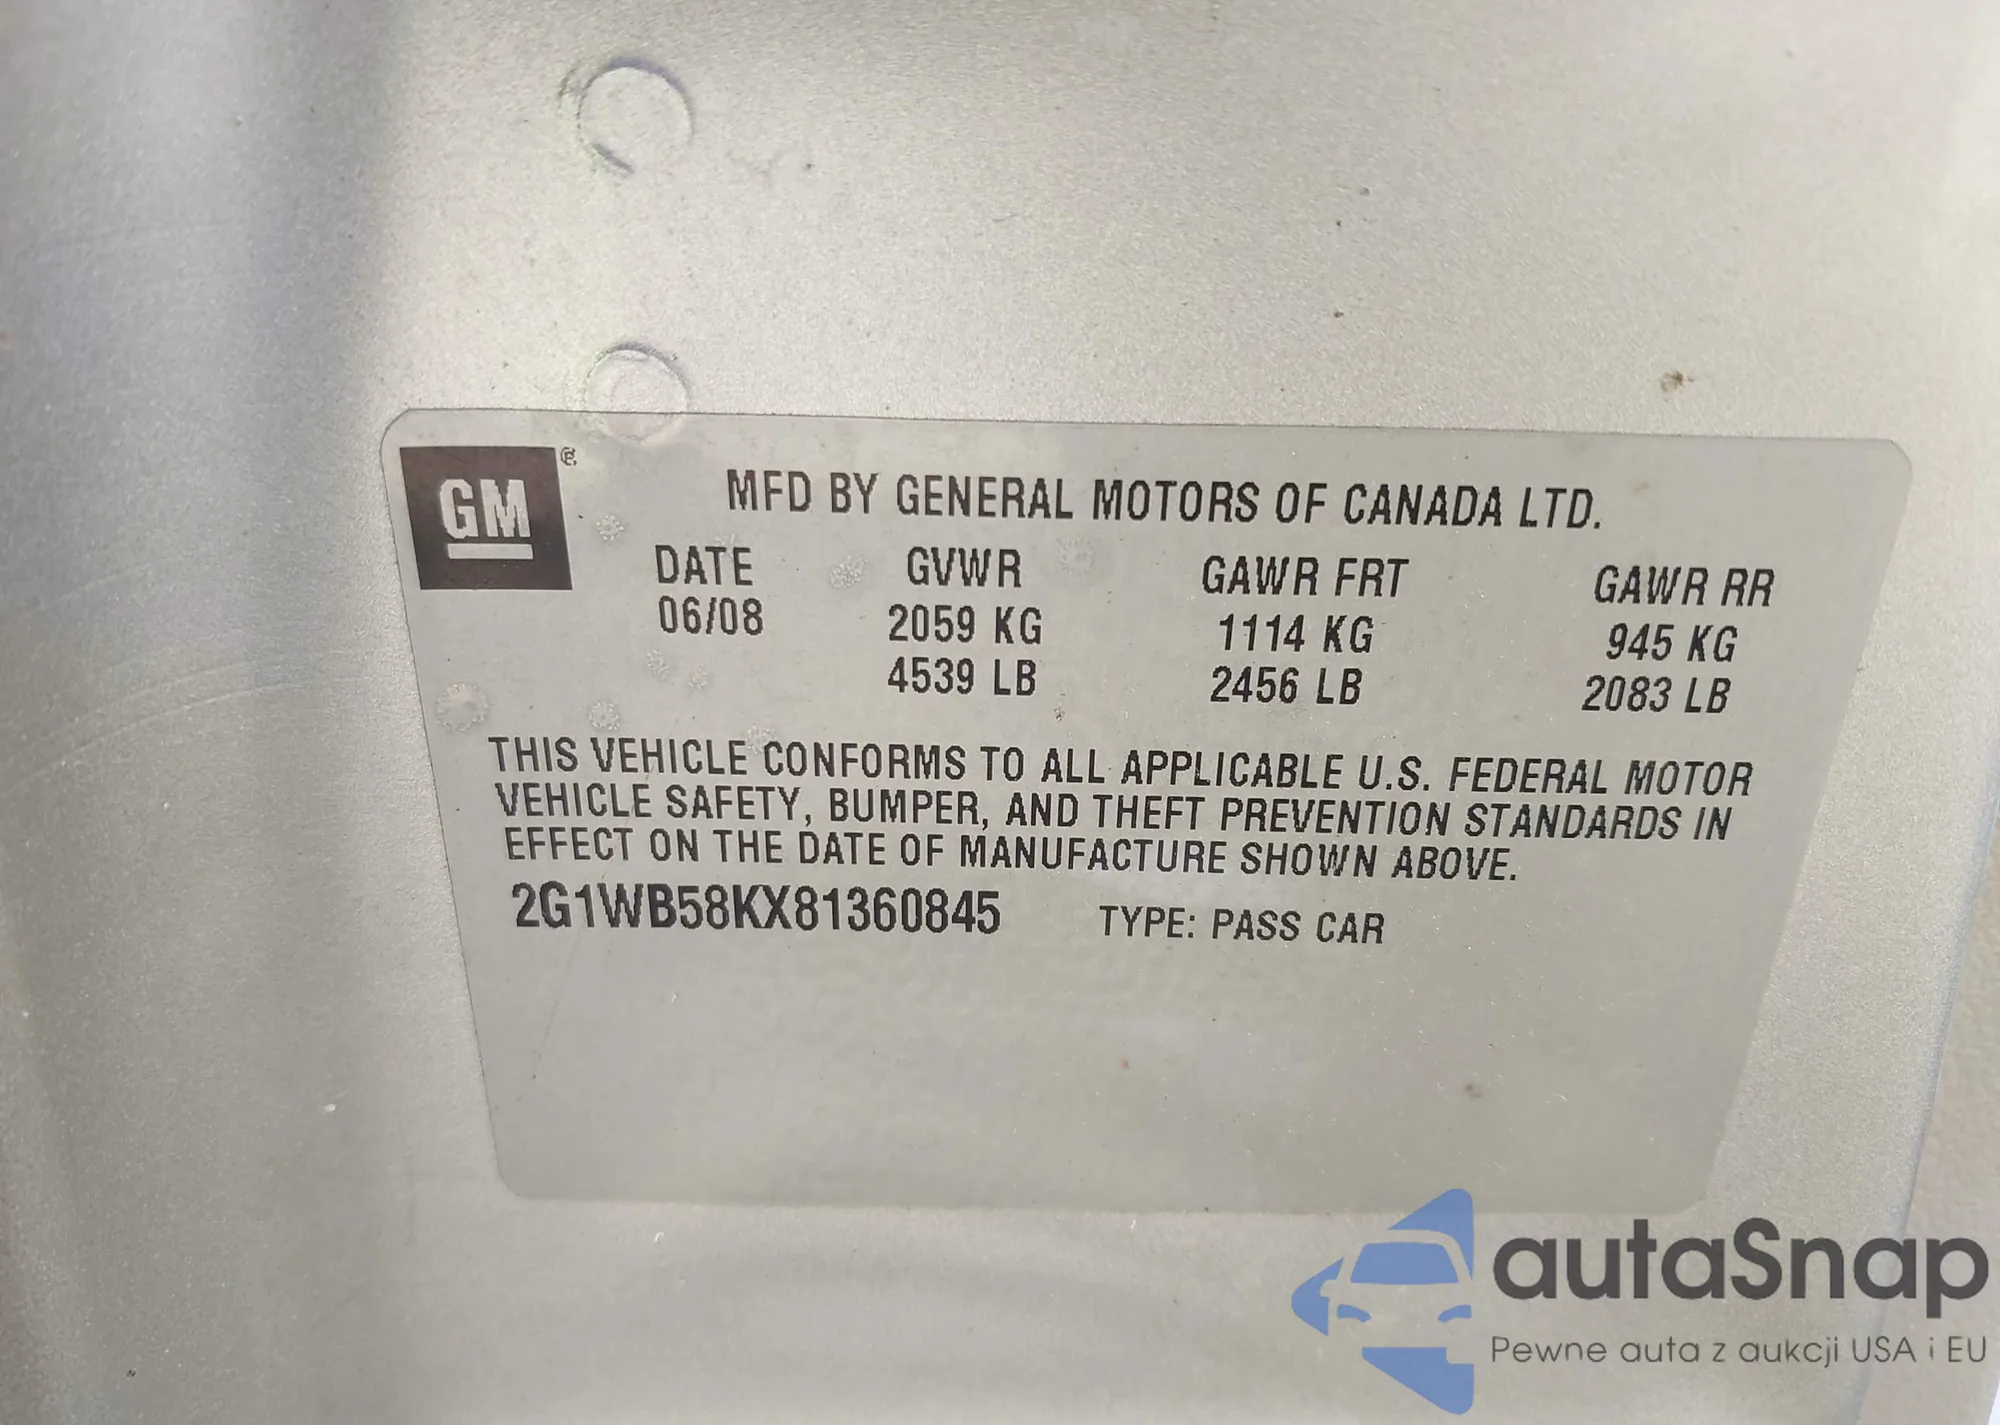 GM
MFD BY GENERAL MOTORS OF CANADA LTD.
DATE GVWR GAWR FRT GAWR RR
06/08 2059 KG 1114 KG 945 KG
4539 LB 2456 LB 2083 LB
THIS VEHICLE CONFORMS TO ALL APPLICABLE U.S. FEDERAL MOTOR
VEHICLE SAFETY, BUMPER, AND THEFT PREVENTION STANDARDS IN
EFFECT ON THE DATE OF MANUFACTURE SHOWN ABOVE.
2G1WB58KX81360845 TYPE: PASS CAR
autaSnap
Pewne auta z aukcji USA i EU